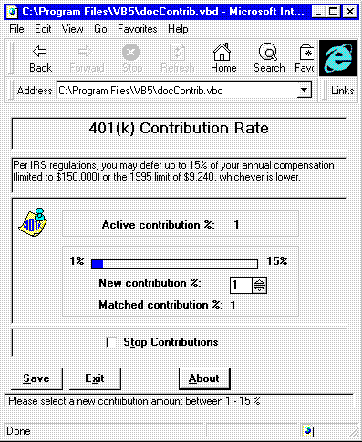 C:\Program Files\VB5\docContrib.vbd - Microsoft Int...
File Edit View Go Favorites Help
Back Forward Stop Refresh Home Search Favc
Address C:\Program Files\VB5\docContrib.vbd Links
401(k) Contribution Rate
Per IRS regulations, you may defer up to 15% of your annual compensation
(limited to $150,000) or the 1995 limit of $9,240, whichever is lower.
401K
Active contribution %: 1
1% 15%
New contribution %: 1
Matched contribution %: 1
Stop Contributions
Save Exit About
Please select a new contribution amount between 1 - 15 %
Done